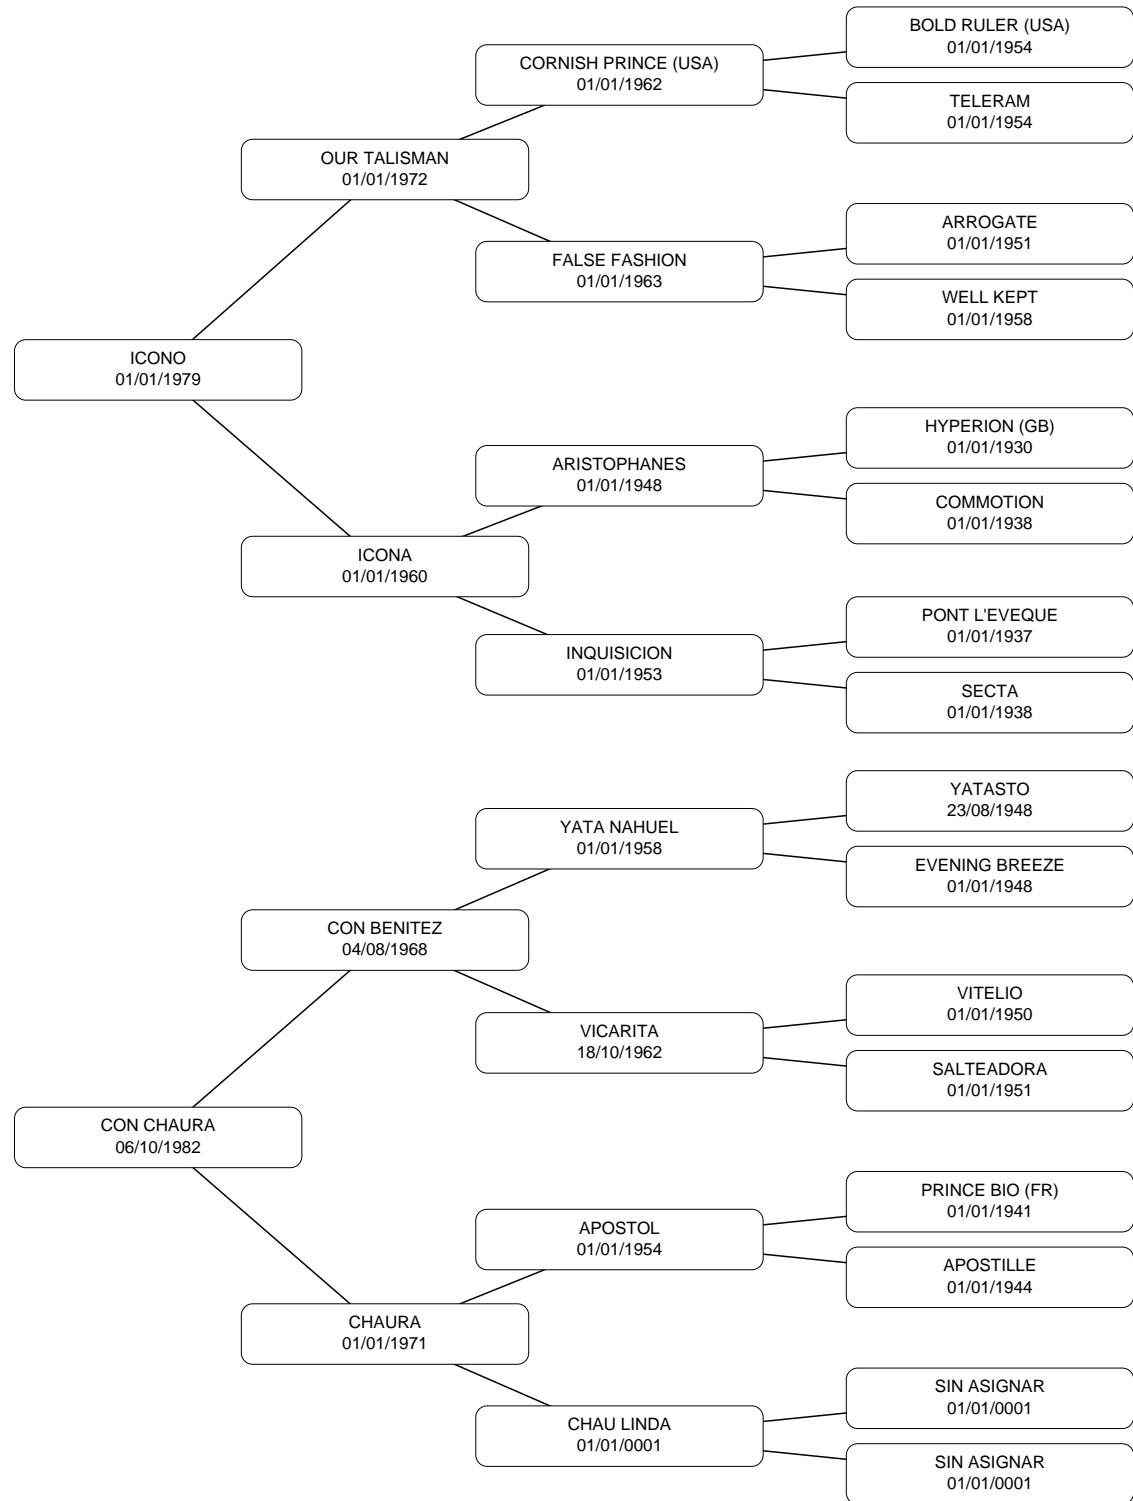 BOLD RULER (USA)
01/01/1954
CORNISH PRINCE (USA)
01/01/1962
TELERAM
01/01/1954
OUR TALISMAN
01/01/1972
ARROGATE
01/01/1951
FALSE FASHION
01/01/1963
WELL KEPT
01/01/1958
ICONO
01/01/1979
HYPERION (GB)
01/01/1930
ARISTOPHANES
01/01/1948
COMMOTION
01/01/1938
ICONA
01/01/1960
PONT L'EVEQUE
01/01/1937
INQUISICION
01/01/1953
SECTA
01/01/1938
YATASTO
23/08/1948
YATA NAHUEL
01/01/1958
EVENING BREEZE
01/01/1948
CON BENITEZ
04/08/1968
VITELIO
01/01/1950
VICARITA
18/10/1962
SALTEADORA
01/01/1951
CON CHAURA
06/10/1982
PRINCE BIO (FR)
01/01/1941
APOSTOL
01/01/1954
APOSTILLE
01/01/1944
CHAURA
01/01/1971
SIN ASIGNAR
01/01/0001
CHAU LINDA
01/01/0001
SIN ASIGNAR
01/01/0001